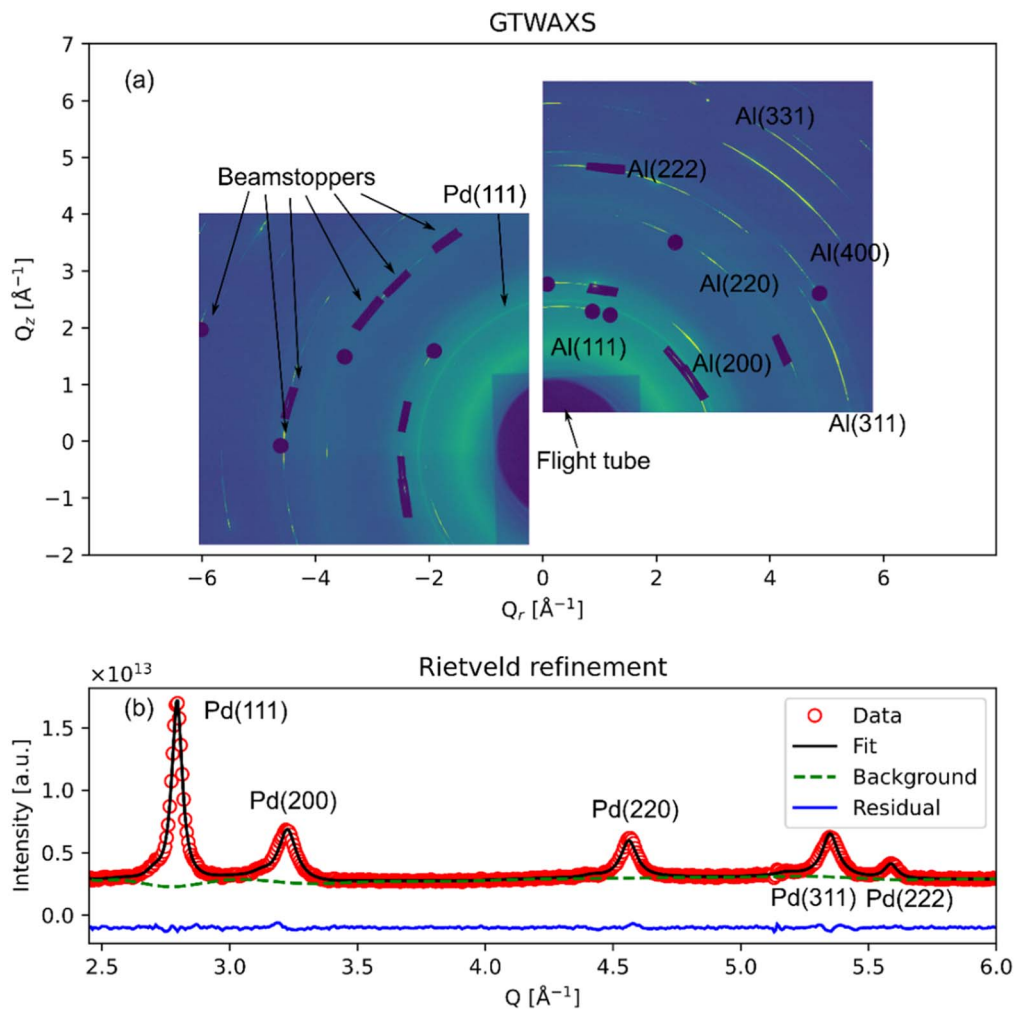 GTWAXS
7
(a)
6
Al(331)
5
Beamstoppers
Al(222)
Pd(111)
4
Al(400)
3
Al(220)
Q_z [Å⁻¹]
2
Al(111)
Al(200)
1
Al(311)
0
Flight tube
−1
−2
−6 −4 −2 0 2 4 6
Q_r [Å⁻¹]
×10¹³
Rietveld refinement
(b) Pd(111)
Data
1.5
Fit
Background
Residual
1.0
Pd(200)
Pd(220)
Intensity [a.u.]
0.5
Pd(311) Pd(222)
0.0
2.5 3.0 3.5 4.0 4.5 5.0 5.5 6.0
Q [Å⁻¹]